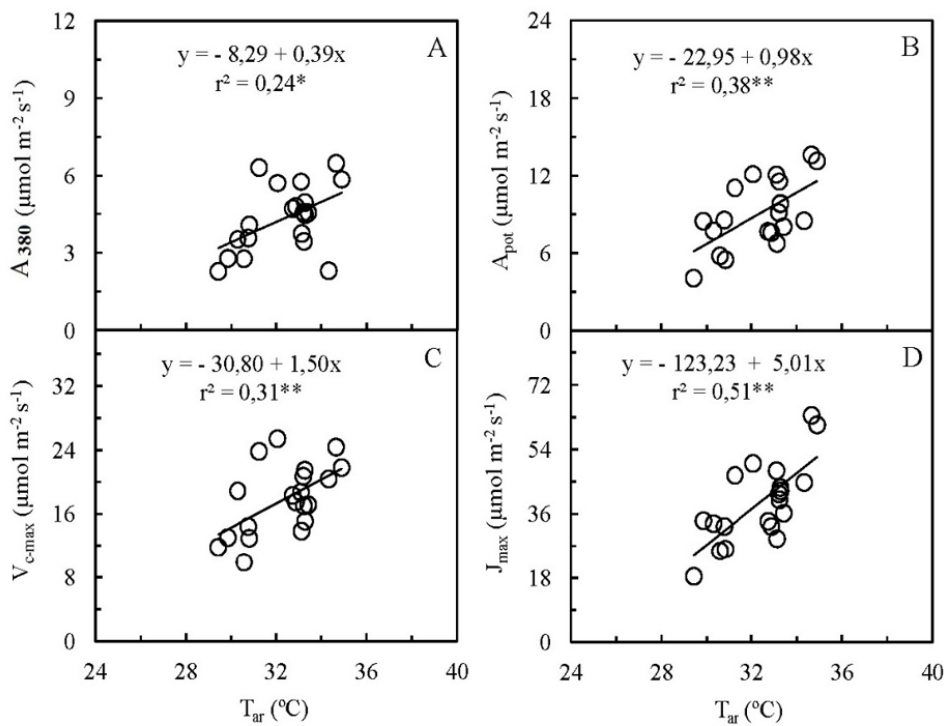 A
y = - 8,29 + 0,39x
r² = 0,24*
A380 (µmol m⁻² s⁻¹)
12
9
6
3
0
B
y = - 22,95 + 0,98x
r² = 0,38**
Apot (µmol m⁻² s⁻¹)
24
18
12
6
0
C
y = - 30,80 + 1,50x
r² = 0,31**
Vc-max (µmol m⁻² s⁻¹)
32
24
16
8
0
24 28 32 36 40
Tar (ºC)
D
y = - 123,23 + 5,01x
r² = 0,51**
Jmax (µmol m⁻² s⁻¹)
72
54
36
18
0
24 28 32 36 40
Tar (ºC)